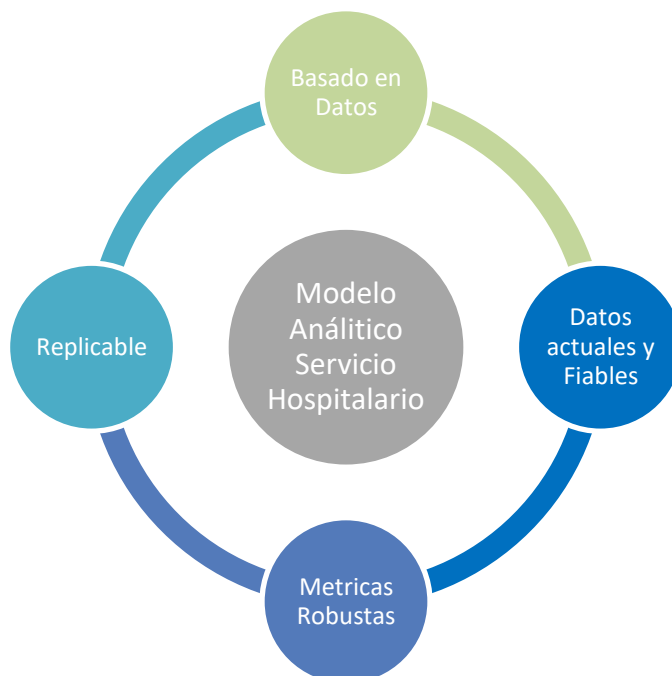 Basado en
Datos
Modelo
Análitico
Servicio
Hospitalario
Replicable
Datos
actuales y
Fiables
Metricas
Robustas